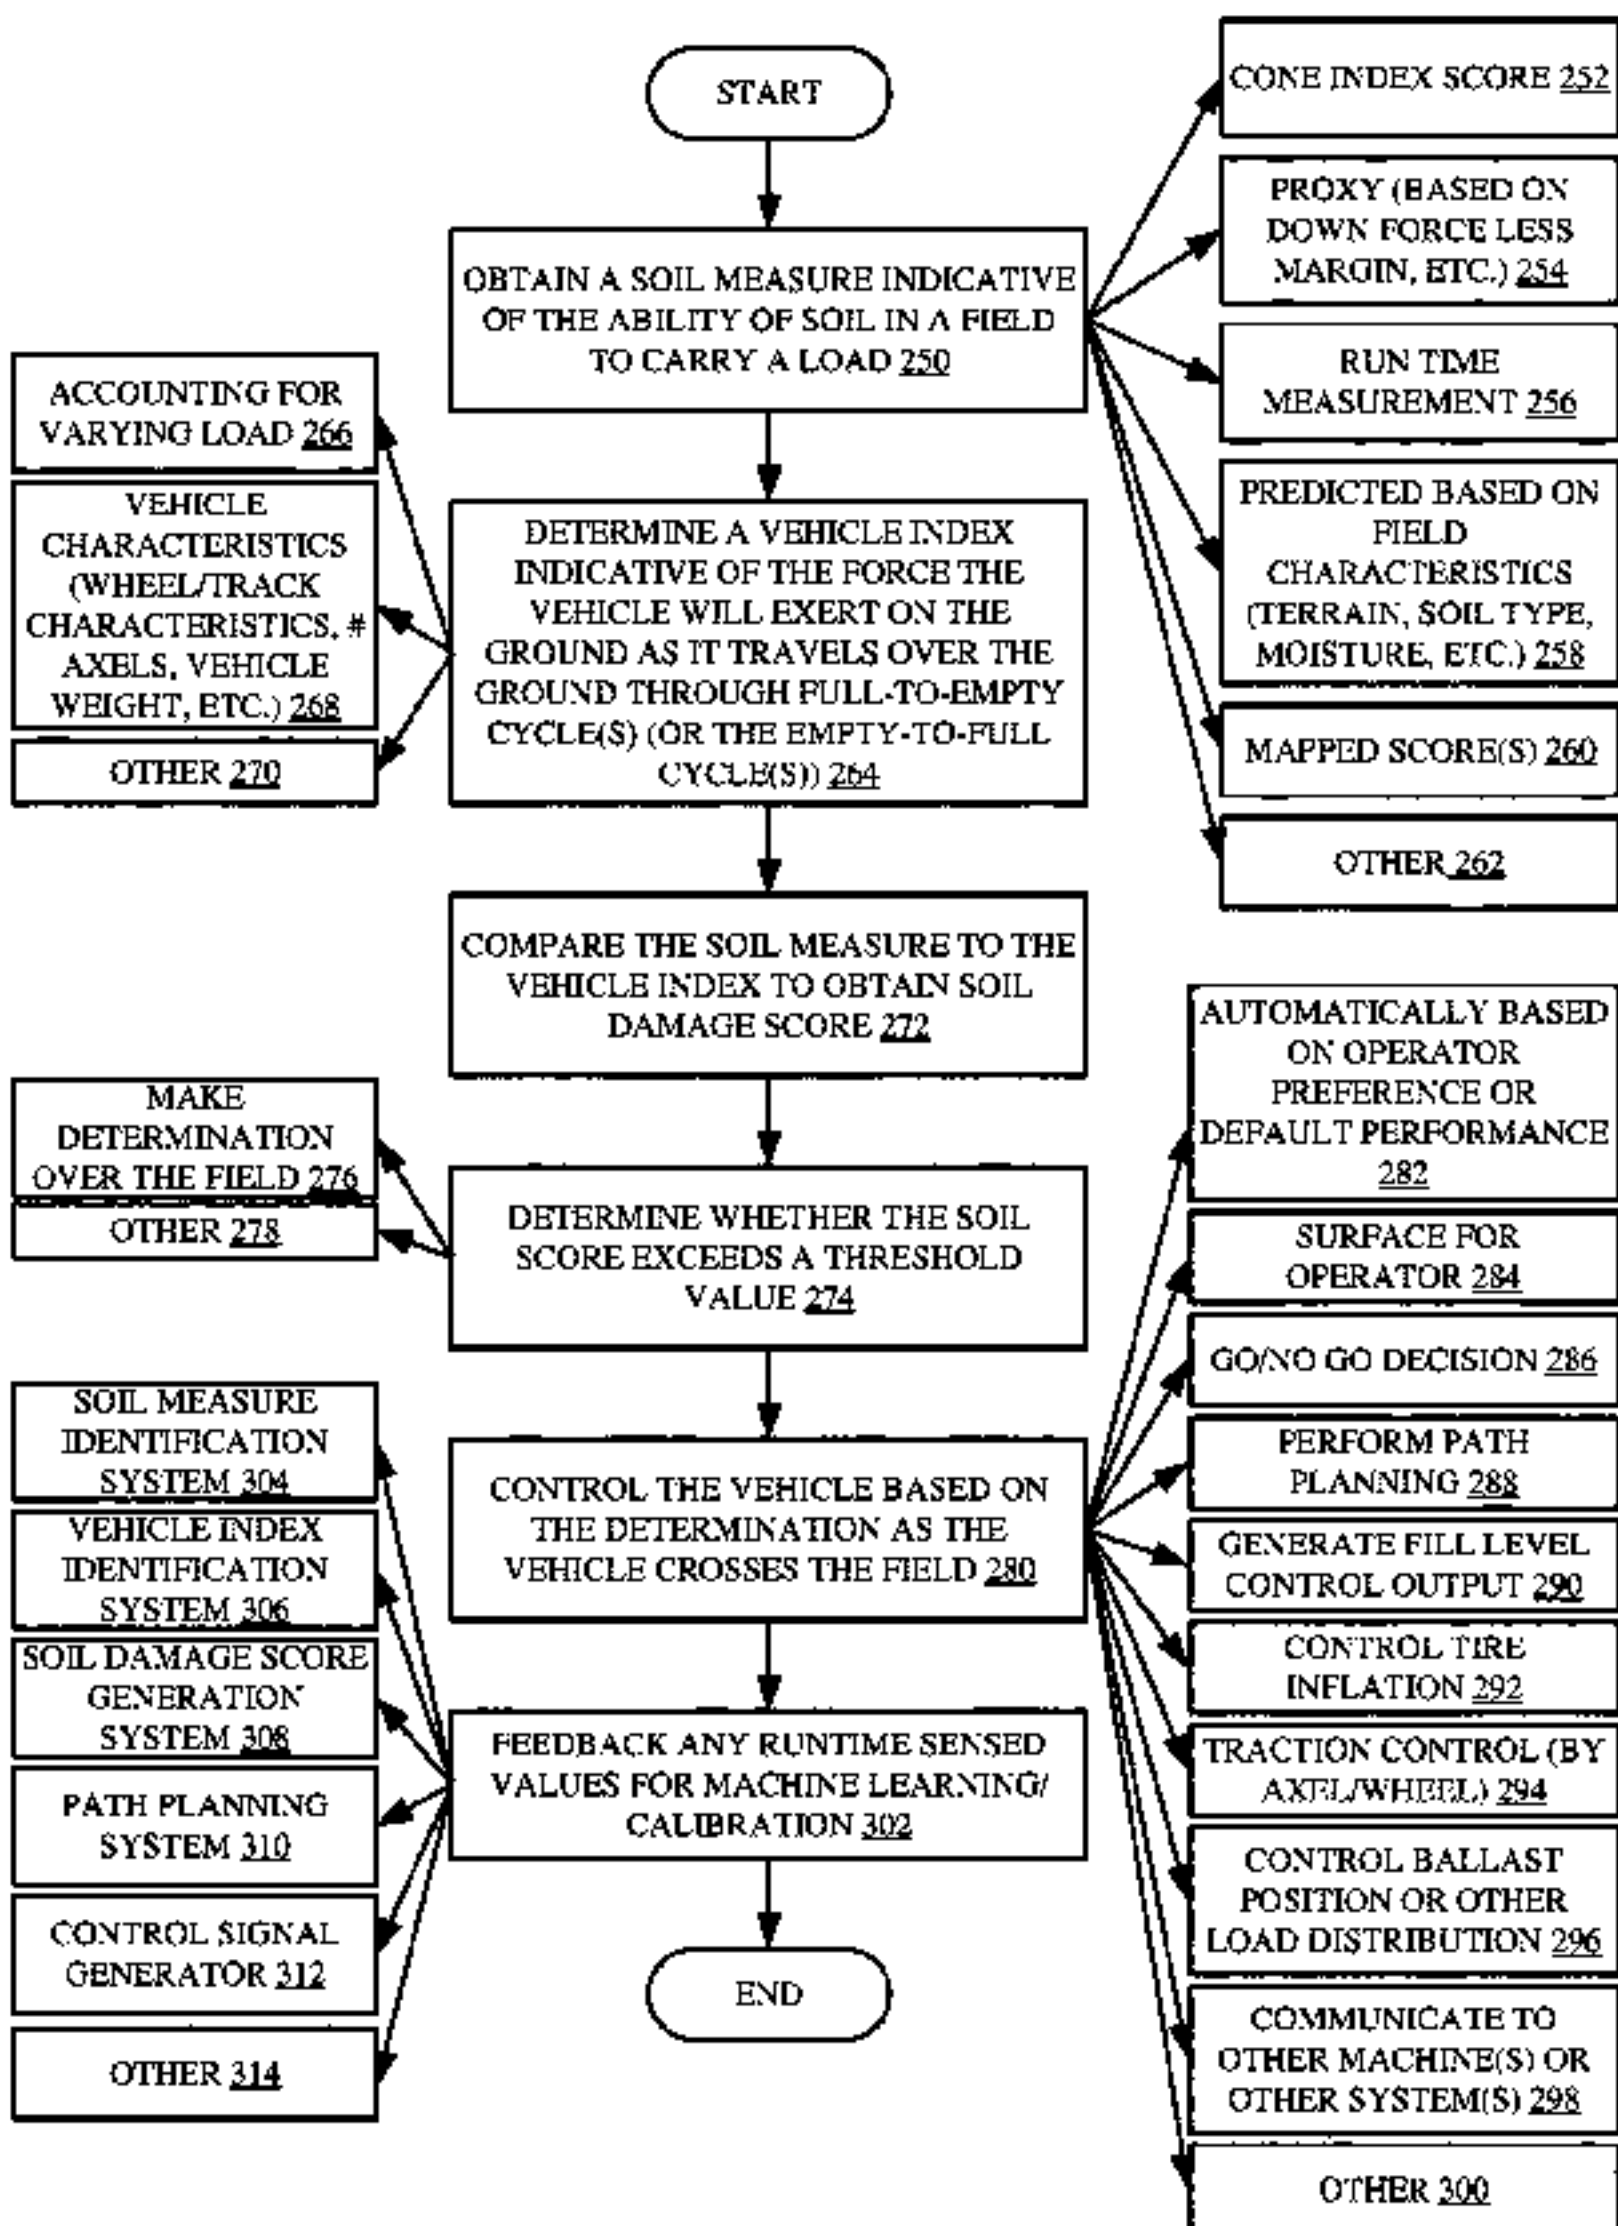 START
OBTAIN A SOIL MEASURE INDICATIVE
OF THE ABILITY OF SOIL IN A FIELD
TO CARRY A LOAD 250
CONE INDEX SCORE 252
PROXY (BASED ON
DOWN FORCE LESS
MARGIN, ETC.) 254
RUN TIME
MEASUREMENT 256
PREDICTED BASED ON
FIELD
CHARACTERISTICS
(TERRAIN, SOIL TYPE,
MOISTURE, ETC.) 258
MAPPED SCORE(S) 260
OTHER 262
DETERMINE A VEHICLE INDEX
INDICATIVE OF THE FORCE THE
VEHICLE WILL EXERT ON THE
GROUND AS IT TRAVELS OVER THE
GROUND THROUGH FULL-TO-EMPTY
CYCLE(S) (OR THE EMPTY-TO-FULL
CYCLE(S)) 264
ACCOUNTING FOR
VARYING LOAD 266
VEHICLE
CHARACTERISTICS
(WHEEL/TRACK
CHARACTERISTICS, #
AXELS, VEHICLE
WEIGHT, ETC.) 268
OTHER 270
COMPARE THE SOIL MEASURE TO THE
VEHICLE INDEX TO OBTAIN SOIL
DAMAGE SCORE 272
DETERMINE WHETHER THE SOIL
SCORE EXCEEDS A THRESHOLD
VALUE 274
MAKE
DETERMINATION
OVER THE FIELD 276
OTHER 278
CONTROL THE VEHICLE BASED ON
THE DETERMINATION AS THE
VEHICLE CROSSES THE FIELD 280
AUTOMATICALLY BASED
ON OPERATOR
PREFERENCE OR
DEFAULT PERFORMANCE
282
SURFACE FOR
OPERATOR 284
GO/NO GO DECISION 286
PERFORM PATH
PLANNING 288
GENERATE FILL LEVEL
CONTROL OUTPUT 290
CONTROL TIRE
INFLATION 292
TRACTION CONTROL (BY
AXEL/WHEEL) 294
CONTROL BALLAST
POSITION OR OTHER
LOAD DISTRIBUTION 296
COMMUNICATE TO
OTHER MACHINE(S) OR
OTHER SYSTEM(S) 298
OTHER 300
FEEDBACK ANY RUNTIME SENSED
VALUES FOR MACHINE LEARNING/
CALIBRATION 302
SOIL MEASURE
IDENTIFICATION
SYSTEM 304
VEHICLE INDEX
IDENTIFICATION
SYSTEM 306
SOIL DAMAGE SCORE
GENERATION
SYSTEM 308
PATH PLANNING
SYSTEM 310
CONTROL SIGNAL
GENERATOR 312
OTHER 314
END